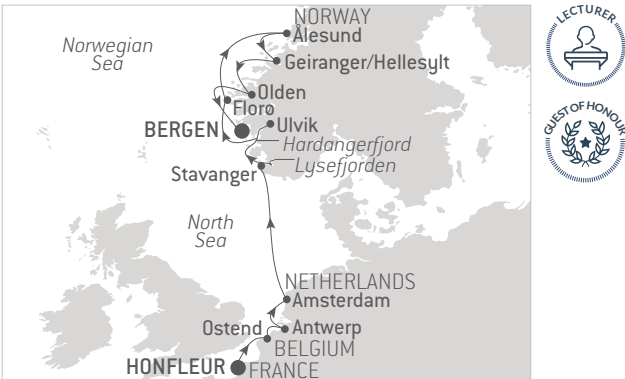 NORWAY
Ålesund
Norwegian
Sea
Geiranger/Hellesylt
Olden
Florø
BERGEN
Ulvik
Hardangerfjord
Lysefjorden
Stavanger
North
Sea
NETHERLANDS
Amsterdam
Ostend
Antwerp
BELGIUM
HONFLEUR
FRANCE
LECTURER
GUEST OF HONOUR